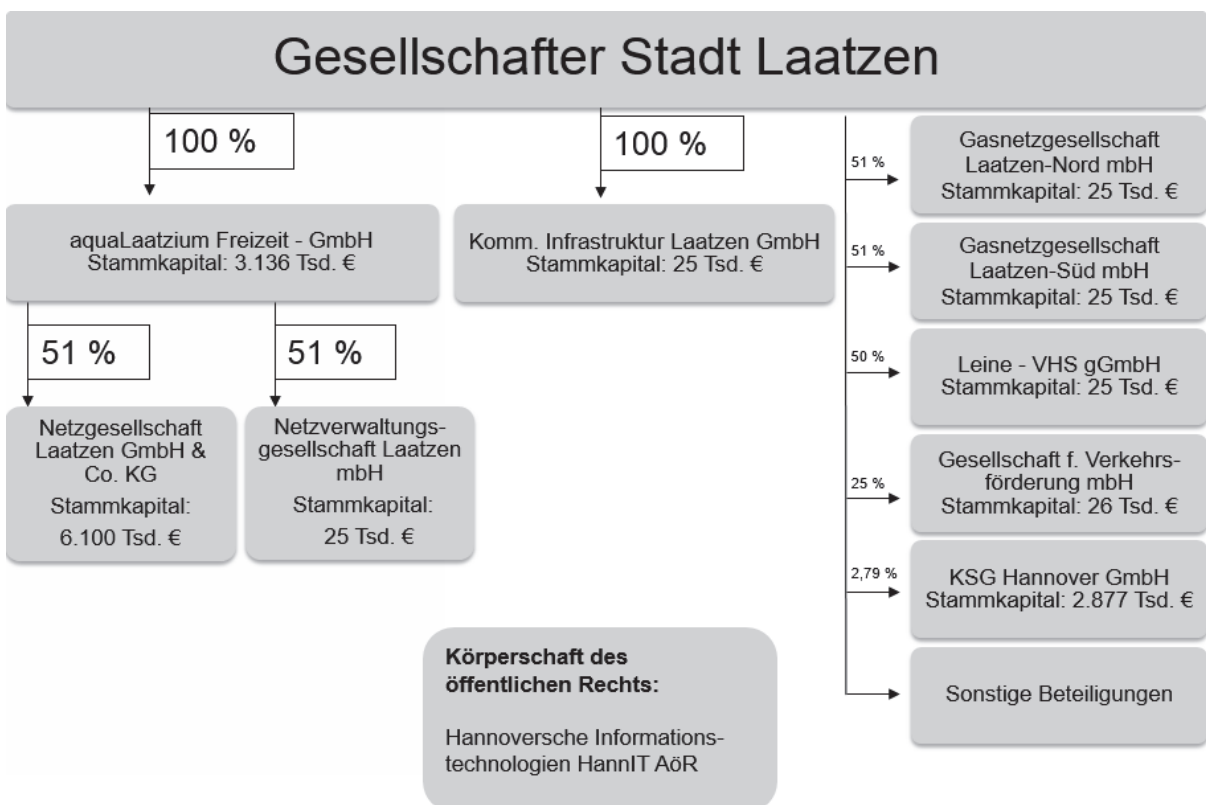 Gesellschafter Stadt Laatzen
100 %
aquaLaatzium Freizeit - GmbH
Stammkapital: 3.136 Tsd. €
51 %
Netzgesellschaft
Laatzen GmbH &
Co. KG
Stammkapital:
6.100 Tsd. €
51 %
Netzverwaltungs-
gesellschaft Laatzen
mbH
Stammkapital:
25 Tsd. €
100 %
Komm. Infrastruktur Laatzen GmbH
Stammkapital: 25 Tsd. €
51 %
Gasnetzgesellschaft
Laatzen-Nord mbH
Stammkapital: 25 Tsd. €
51 %
Gasnetzgesellschaft
Laatzen-Süd mbH
Stammkapital: 25 Tsd. €
50 %
Leine - VHS gGmbH
Stammkapital: 25 Tsd. €
25 %
Gesellschaft f. Verkehrs-
förderung mbH
Stammkapital: 26 Tsd. €
2,79 %
KSG Hannover GmbH
Stammkapital: 2.877 Tsd. €
Sonstige Beteiligungen
Körperschaft des
öffentlichen Rechts:
Hannoversche Informations-
technologien HannIT AöR